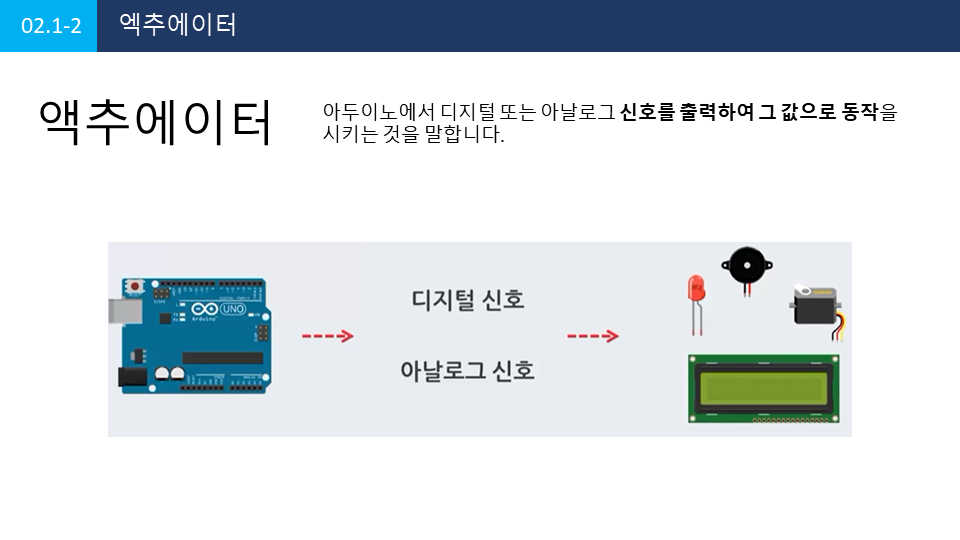 02.1-2 엑추에이터
액추에이터
아두이노에서 디지털 또는 아날로그 신호를 출력하여 그 값으로 동작을
시키는 것을 말합니다.
디지털 신호
아날로그 신호
UNO
Arduino